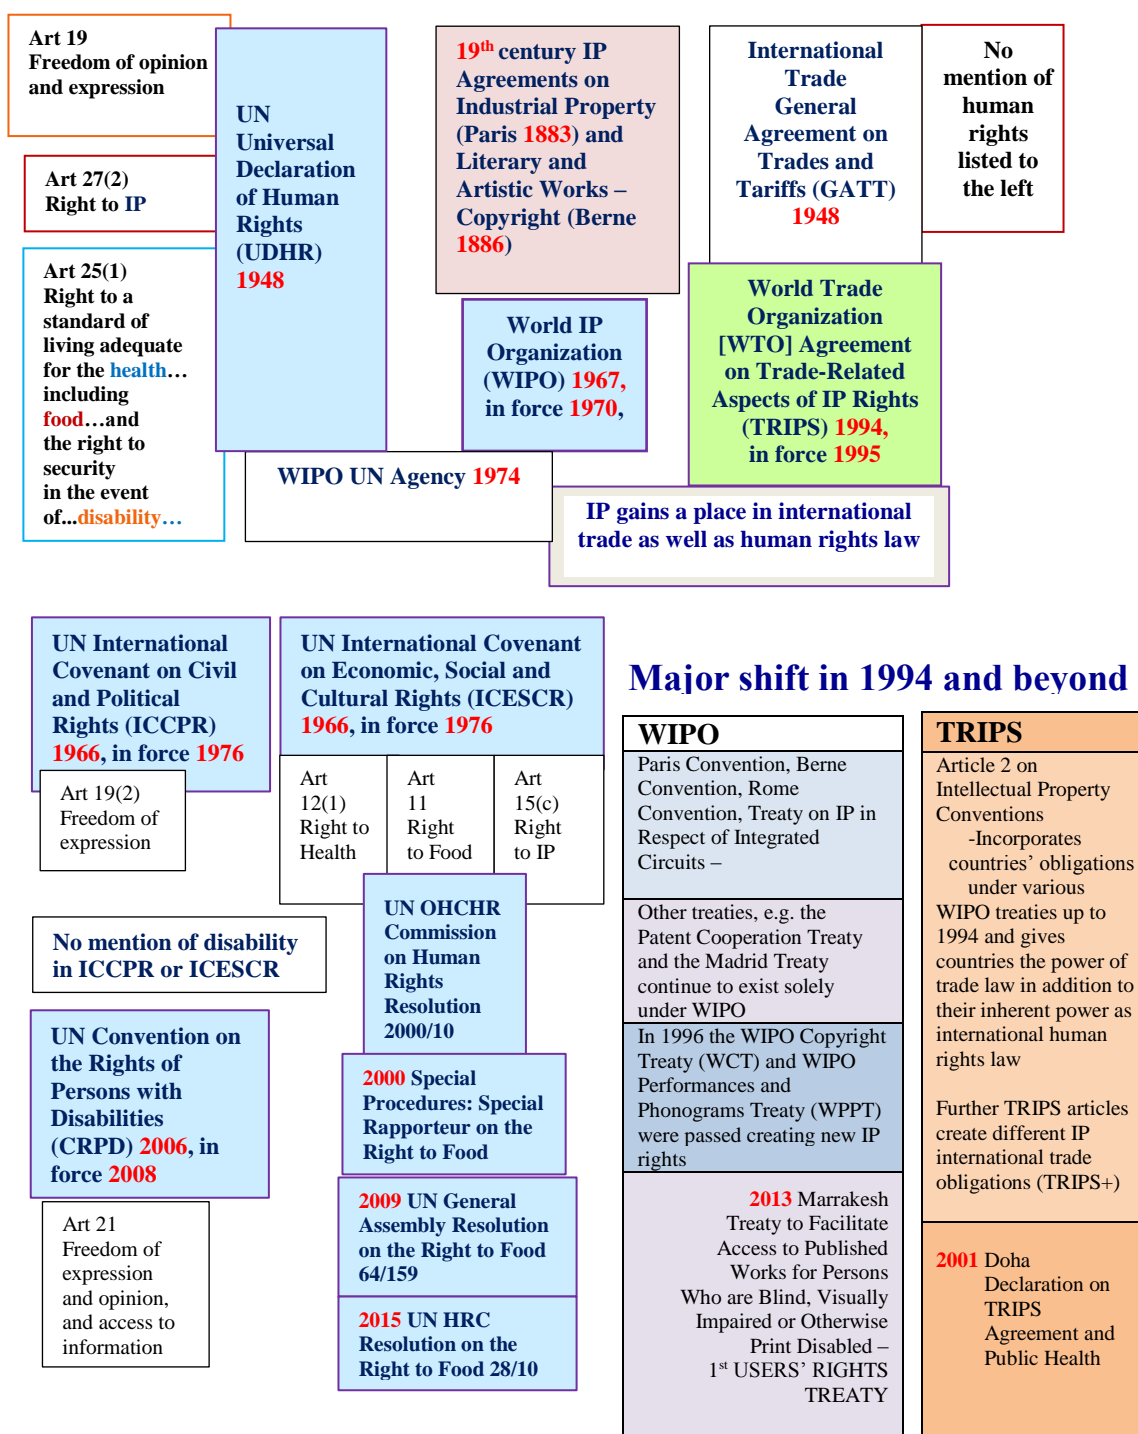 Art 19
Freedom of opinion
and expression
Art 27(2)
Right to IP
Art 25(1)
Right to a
standard of
living adequate
for the health…
including
food…and
the right to
security
in the event
of...disability…
UN
Universal
Declaration
of Human
Rights
(UDHR)
1948
19th century IP
Agreements on
Industrial Property
(Paris 1883) and
Literary and
Artistic Works –
Copyright (Berne
1886)
International
Trade
General
Agreement on
Trades and
Tariffs (GATT)
1948
No
mention of
human
rights
listed to
the left
World IP
Organization
(WIPO) 1967,
in force 1970,
World Trade
Organization
[WTO] Agreement
on Trade-Related
Aspects of IP Rights
(TRIPS) 1994,
in force 1995
WIPO UN Agency 1974
IP gains a place in international
trade as well as human rights law
UN International
Covenant on Civil
and Political
Rights (ICCPR)
1966, in force 1976
Art 19(2)
Freedom of
expression
UN International Covenant
on Economic, Social and
Cultural Rights (ICESCR)
1966, in force 1976
Art
12(1)
Right to
Health
Art
11
Right
to Food
Art
15(c)
Right
to IP
No mention of disability
in ICCPR or ICESCR
UN OHCHR
Commission
on Human
Rights
Resolution
2000/10
UN Convention on
the Rights of
Persons with
Disabilities
(CRPD) 2006, in
force 2008
Art 21
Freedom of
expression
and opinion,
and access to
information
2000 Special
Procedures: Special
Rapporteur on the
Right to Food
2009 UN General
Assembly Resolution
on the Right to Food
64/159
2015 UN HRC
Resolution on the
Right to Food 28/10
Major shift in 1994 and beyond
WIPO
Paris Convention, Berne
Convention, Rome
Convention, Treaty on IP in
Respect of Integrated
Circuits –
Other treaties, e.g. the
Patent Cooperation Treaty
and the Madrid Treaty
continue to exist solely
under WIPO
In 1996 the WIPO Copyright
Treaty (WCT) and WIPO
Performances and
Phonograms Treaty (WPPT)
were passed creating new IP
rights
2013 Marrakesh
Treaty to Facilitate
Access to Published
Works for Persons
Who are Blind, Visually
Impaired or Otherwise
Print Disabled –
1st USERS’ RIGHTS
TREATY
TRIPS
Article 2 on
Intellectual Property
Conventions
-Incorporates
countries’ obligations
under various
WIPO treaties up to
1994 and gives
countries the power of
trade law in addition to
their inherent power as
international human
rights law
Further TRIPS articles
create different IP
international trade
obligations (TRIPS+)
2001 Doha
Declaration on
TRIPS
Agreement and
Public Health